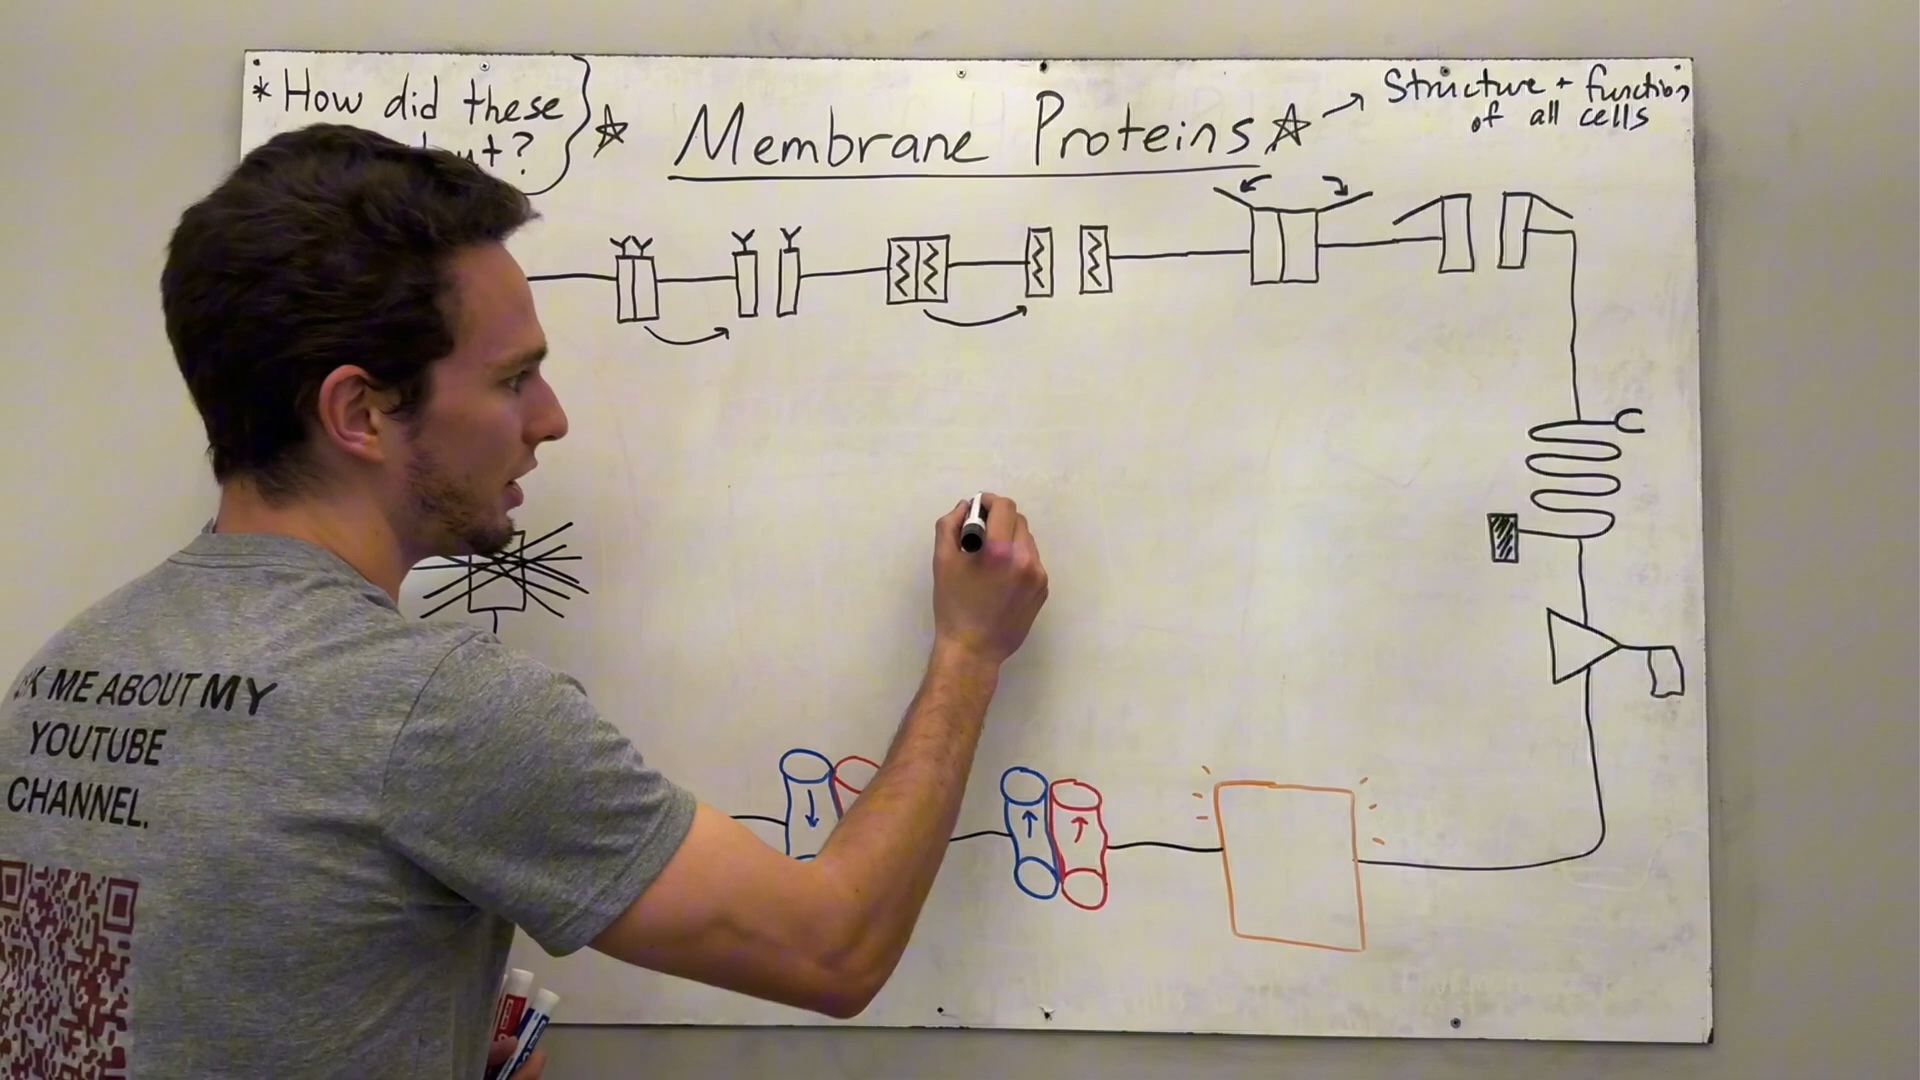 * How did these
?
Membrane Proteins
Structure + function
of all cells
ME ABOUT MY
YOUTUBE
CHANNEL.